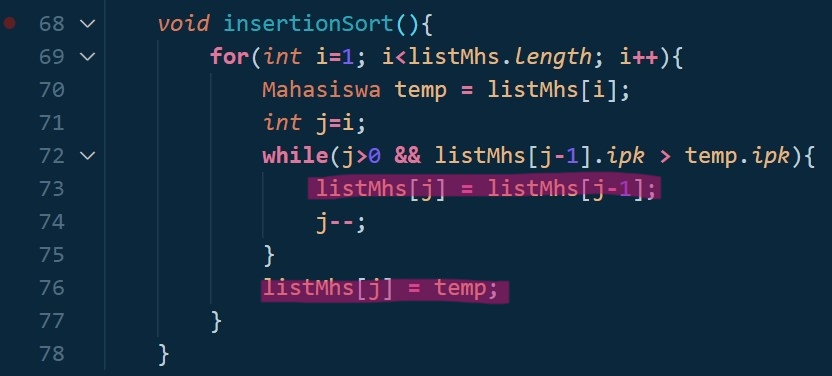 68 void insertionSort(){
69 for(int i=1; i<listMhs.length; i++){
70 Mahasiswa temp = listMhs[i];
71 int j=i;
72 while(j>0 && listMhs[j-1].ipk > temp.ipk){
73 listMhs[j] = listMhs[j-1];
74 j--;
75 }
76 listMhs[j] = temp;
77 }
78 }